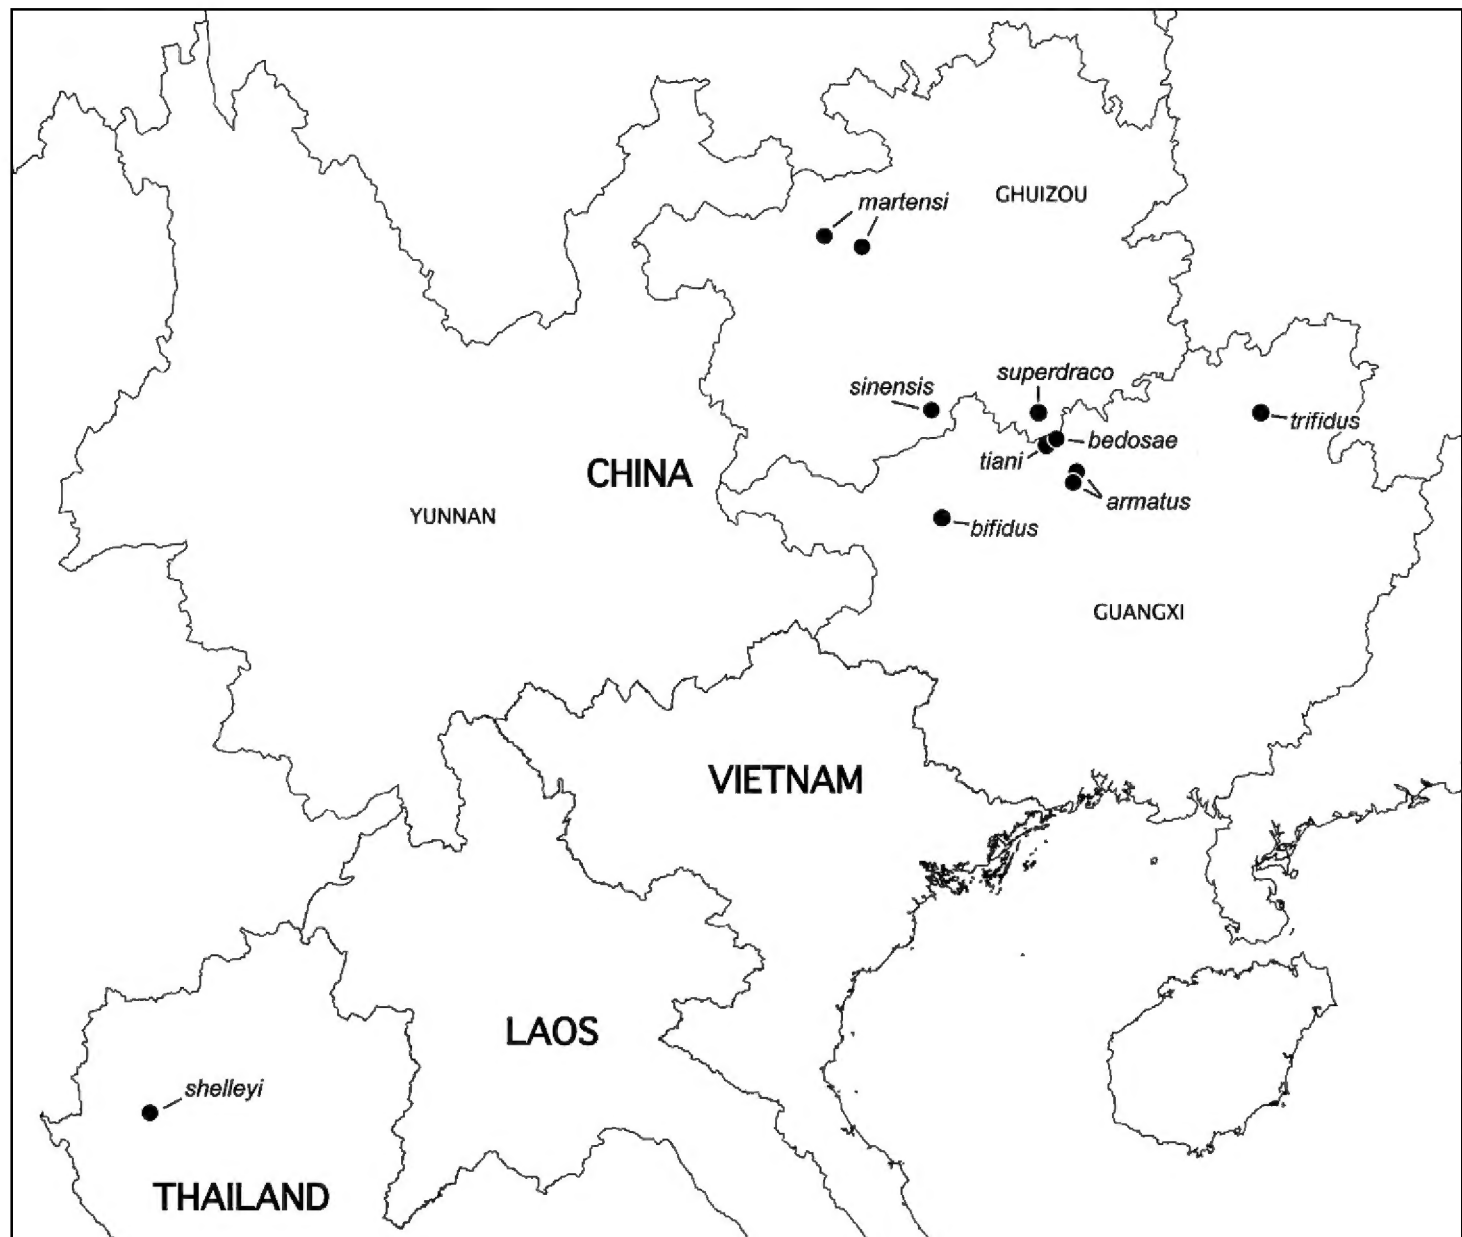 GHUIZOU
martensi
superdraco
sinensis
trifidus
bedosae
tiani
CHINA
armatus
YUNNAN
bifidus
GUANGXI
VIETNAM
LAOS
shelleyi
THAILAND